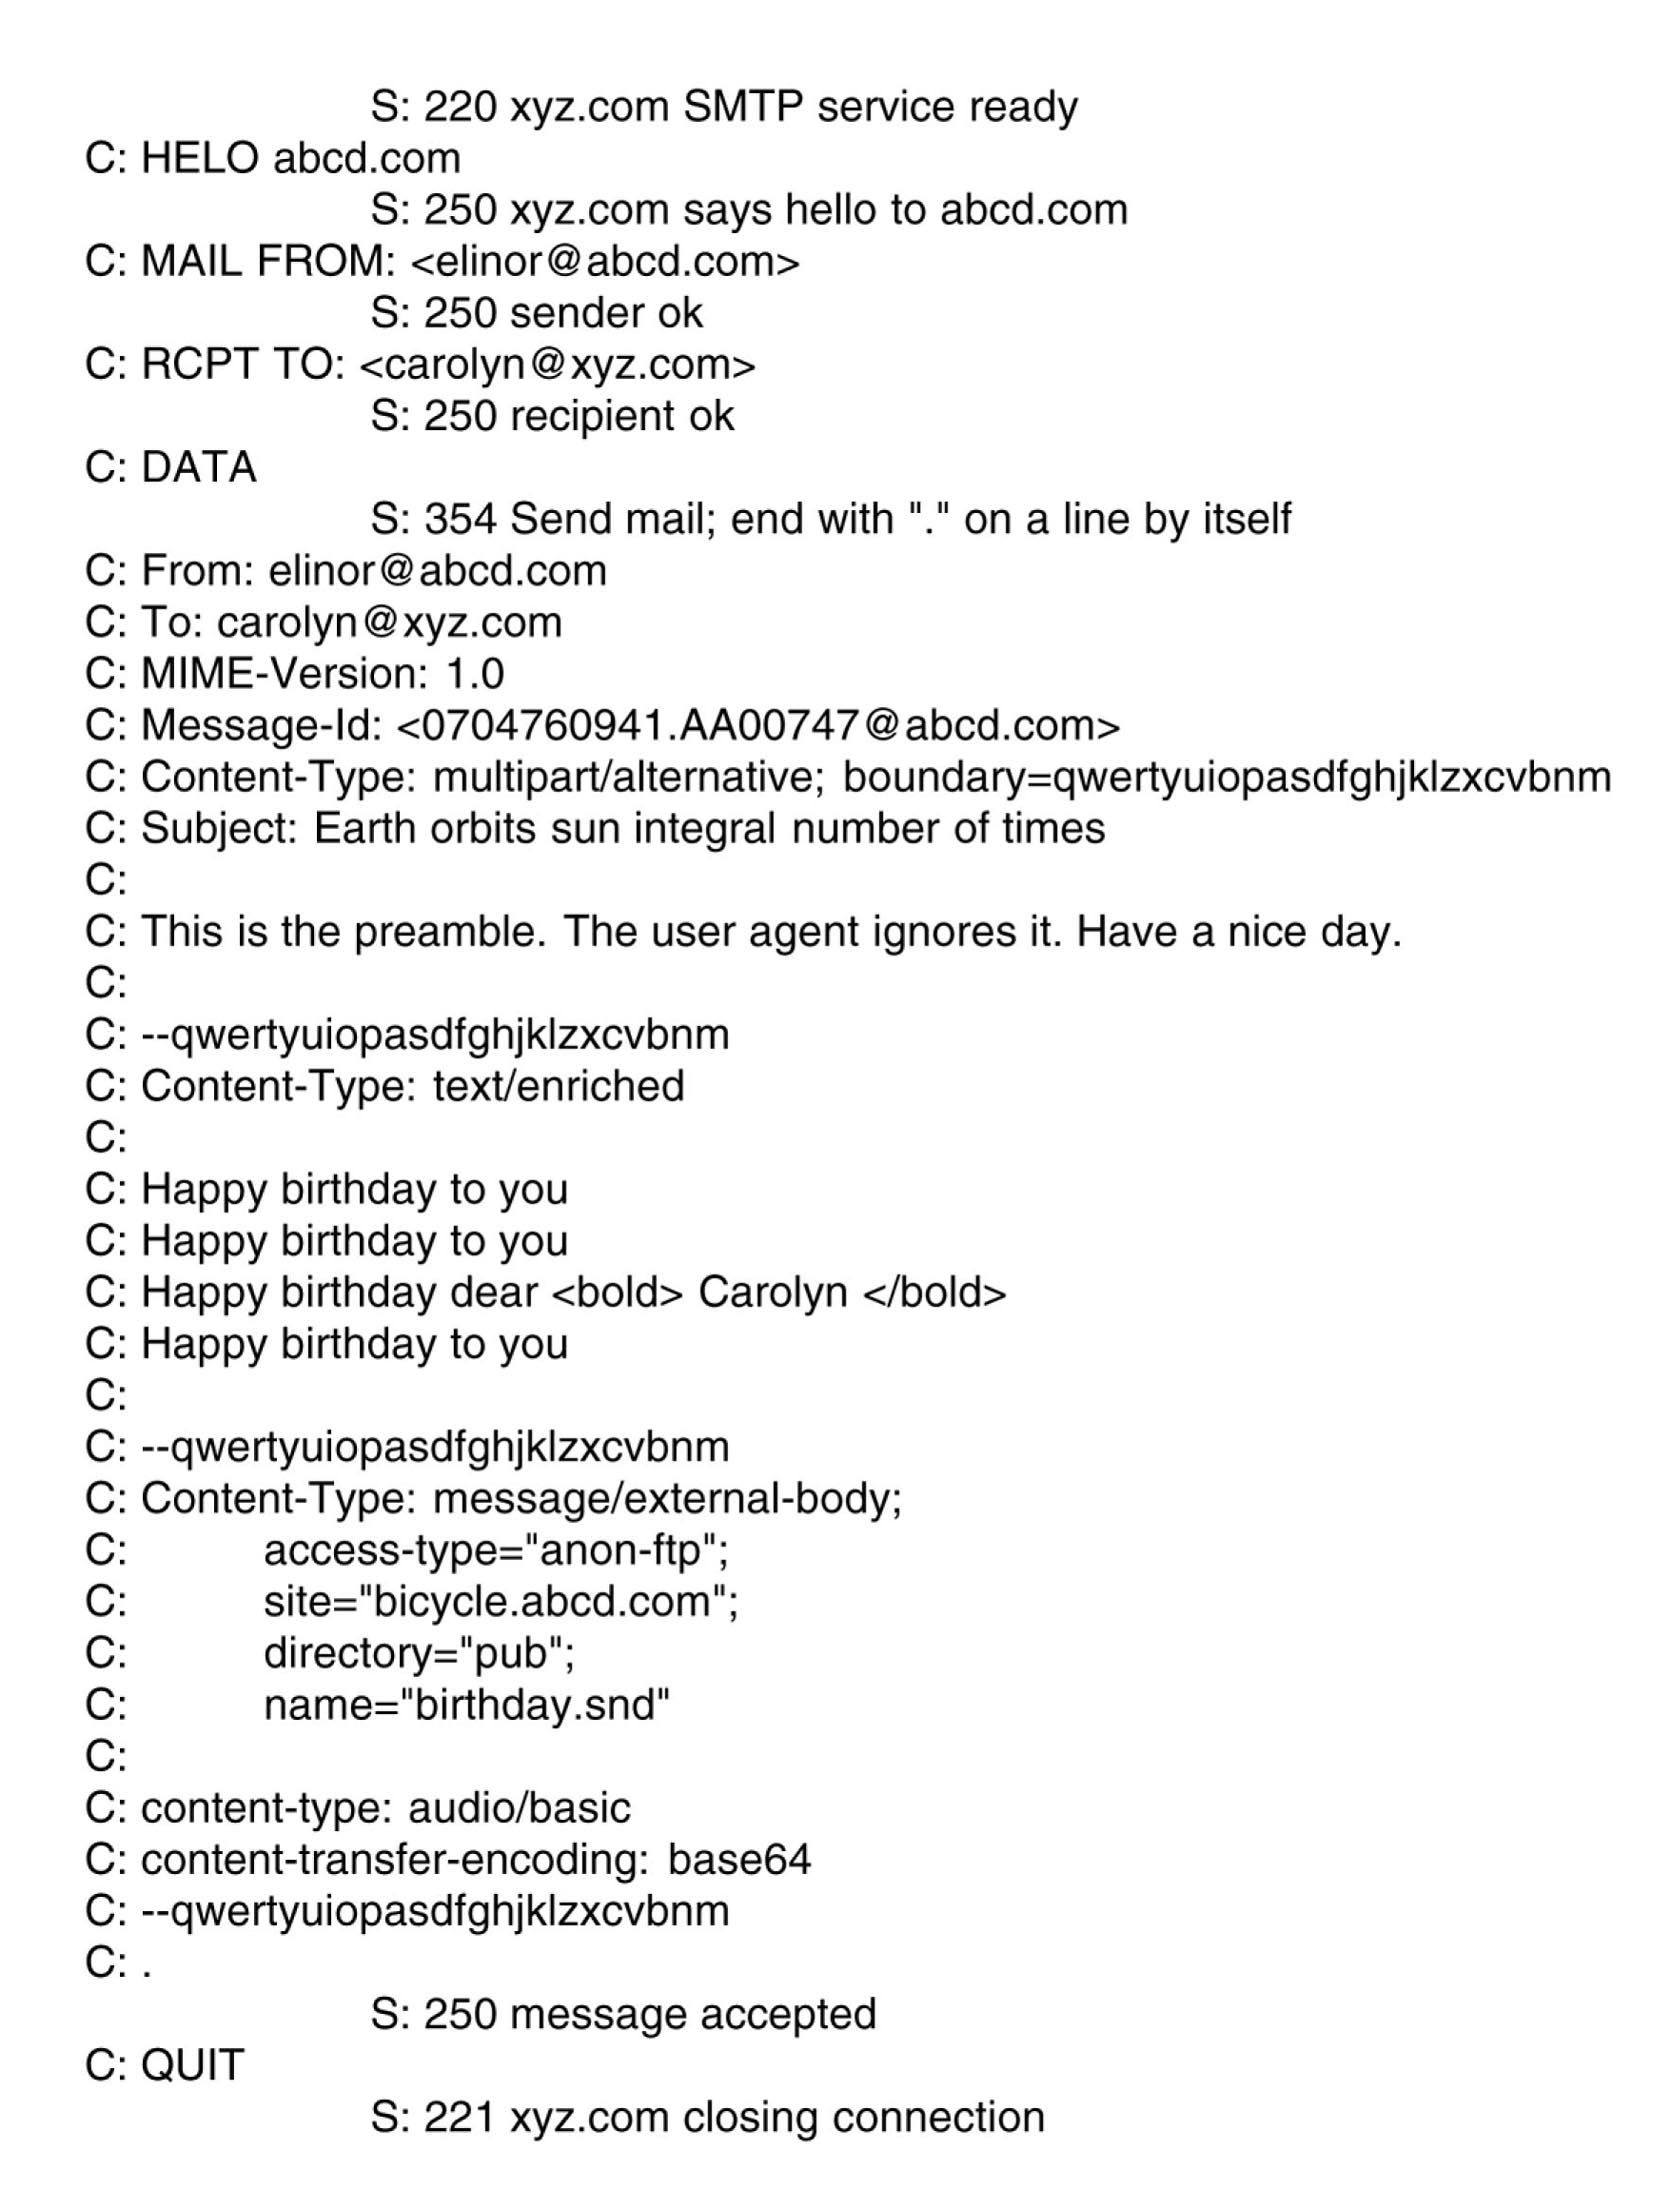 S: 220 xyz.com SMTP service ready
C: HELO abcd.com
S: 250 xyz.com says hello to abcd.com
C: MAIL FROM: <elinor@abcd.com>
S: 250 sender ok
C: RCPT TO: <carolyn@xyz.com>
S: 250 recipient ok
C: DATA
S: 354 Send mail; end with "." on a line by itself
C: From: elinor@abcd.com
C: To: carolyn@xyz.com
C: MIME-Version: 1.0
C: Message-Id: <0704760941.AA00747@abcd.com>
C: Content-Type: multipart/alternative; boundary=qwertyuiopasdfghjklzxcvbnm
C: Subject: Earth orbits sun integral number of times
C:
C: This is the preamble. The user agent ignores it. Have a nice day.
C:
C: --qwertyuiopasdfghjklzxcvbnm
C: Content-Type: text/enriched
C:
C: Happy birthday to you
C: Happy birthday to you
C: Happy birthday dear <bold> Carolyn </bold>
C: Happy birthday to you
C:
C: --qwertyuiopasdfghjklzxcvbnm
C: Content-Type: message/external-body;
C: access-type="anon-ftp";
C: site="bicycle.abcd.com";
C: directory="pub";
C: name="birthday.snd"
C:
C: content-type: audio/basic
C: content-transfer-encoding: base64
C: --qwertyuiopasdfghjklzxcvbnm
C: .
S: 250 message accepted
C: QUIT
S: 221 xyz.com closing connection